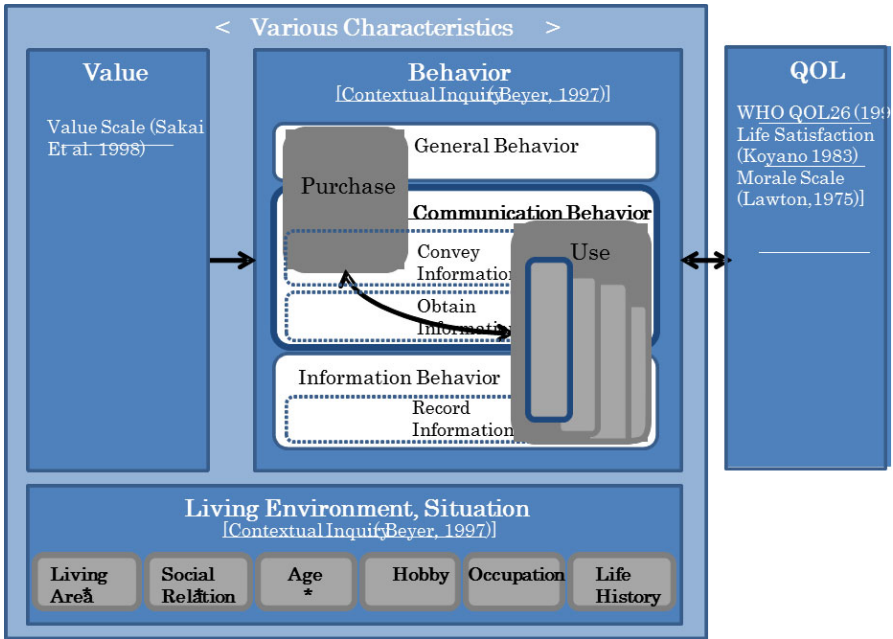 < Various Characteristics >
Value
Value Scale (Sakai
Et al. 1998)
Behavior
[Contextual Inquiry(Beyer, 1997)]
General Behavior
Purchase
Communication Behavior
Convey
Information
Use
Obtain
Information
Information Behavior
Record
Information
QOL
WHO QOL26 (199
Life Satisfaction
(Koyano 1983)
Morale Scale
(Lawton,1975)]
Living Environment, Situation
[Contextual Inquiry(Beyer, 1997)]
Living
Area*
Social
Relation*
Age
*
Hobby
Occupation
Life
History